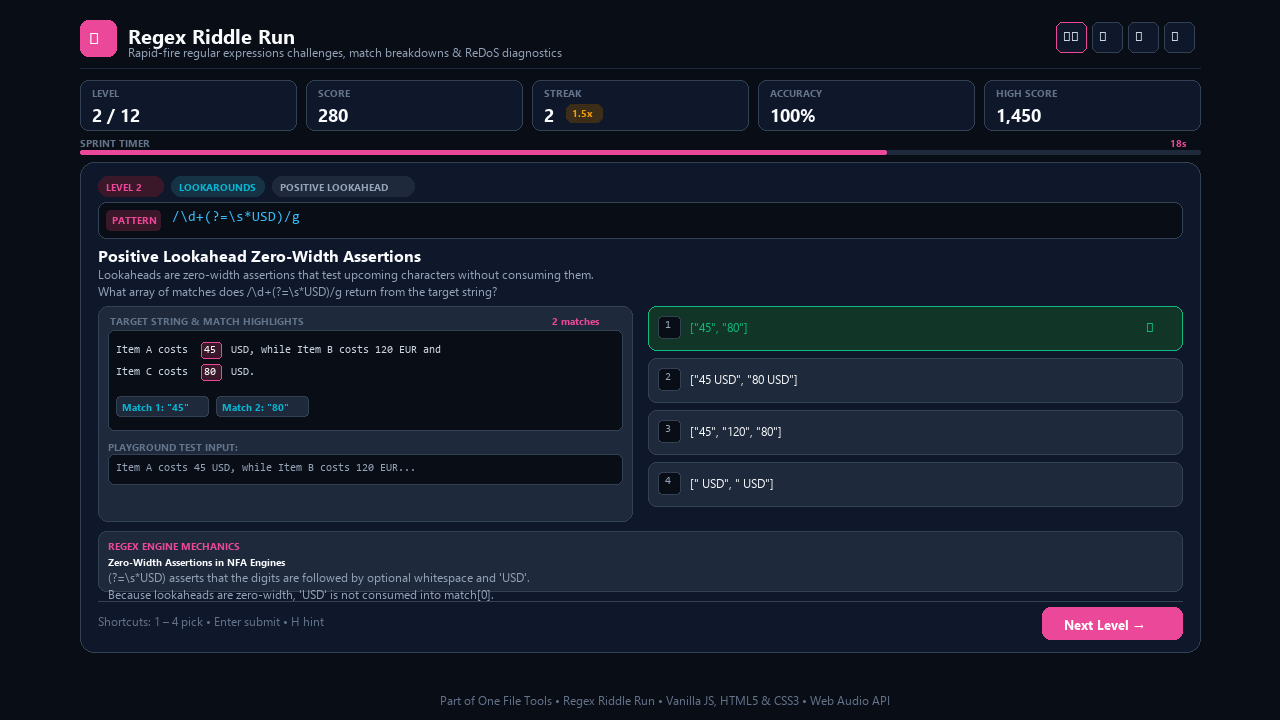 Regex Riddle Run
Rapid-fire regular expressions challenges, match breakdowns & ReDoS diagnostics
LEVEL
2 / 12
SCORE
280
STREAK
2 1.5x
ACCURACY
100%
HIGH SCORE
1,450
SPRINT TIMER 18s
LEVEL 2 LOOKAROUNDS POSITIVE LOOKAHEAD
PATTERN /\d+(?=\s*USD)/g
Positive Lookahead Zero-Width Assertions
Lookaheads are zero-width assertions that test upcoming characters without consuming them.
What array of matches does /\d+(?=\s*USD)/g return from the target string?
TARGET STRING & MATCH HIGHLIGHTS 2 matches
Item A costs 45 USD, while Item B costs 120 EUR and
Item C costs 80 USD.
Match 1: "45" Match 2: "80"
PLAYGROUND TEST INPUT:
Item A costs 45 USD, while Item B costs 120 EUR...
1 ["45", "80"]
2 ["45 USD", "80 USD"]
3 ["45", "120", "80"]
4 [" USD", " USD"]
REGEX ENGINE MECHANICS
Zero-Width Assertions in NFA Engines
(?=\s*USD) asserts that the digits are followed by optional whitespace and 'USD'.
Because lookaheads are zero-width, 'USD' is not consumed into match[0].
Shortcuts: 1 – 4 pick • Enter submit • H hint
Next Level →
Part of One File Tools • Regex Riddle Run • Vanilla JS, HTML5 & CSS3 • Web Audio API